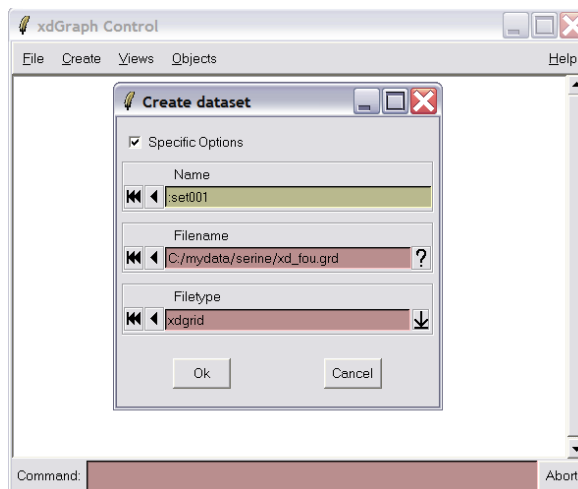 xdGraph Control
File Create Views Objects Help
Create dataset
Specific Options
Name
:set001
Filename
C:/mydata/serine/xd_fou.grd
?
Filetype
xdgrid
Ok Cancel
Command: Abort